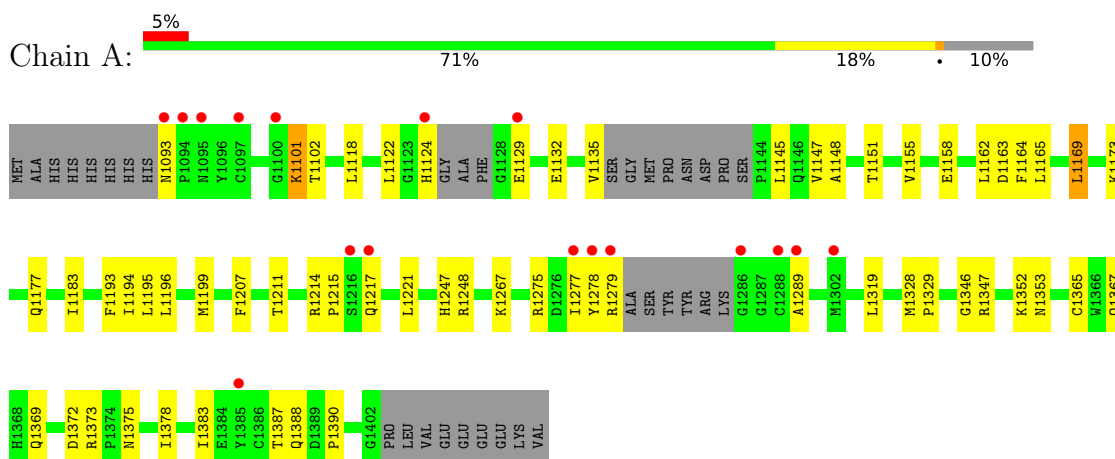 5%
Chain A:
71% 18% • 10%
MET ALA HIS HIS HIS HIS HIS HIS N1093 P1094 N1095 Y1096 C1097 G1100 K1101 T1102 L1118 L1122 G1123 H1124 GLY ALA PHE G1128 E1129 E1132 V1135 SER GLY MET PRO ASN ASP PRO SER P1144 L1145 Q1146 V1147 A1148 T1151 V1155 E1158 L1162 D1163 F1164 L1165 L1169 K1173
Q1177 I1183 F1193 I1194 L1195 L1196 M1199 F1207 T1211 R1214 P1215 S1216 Q1217 L1221 H1247 R1248 K1267 R1275 D1276 I1277 Y1278 R1279 ALA SER TYR TYR ARG LYS G1286 G1287 C1288 A1289 M1302 L1319 M1328 P1329 G1346 R1347 K1352 N1353 C1365 W1366 D1367
H1368 Q1369 D1372 R1373 P1374 N1375 I1378 I1383 E1384 Y1385 C1386 T1387 Q1388 D1389 P1390 G1402 PRO LEU VAL GLU GLU GLU GLU LYS VAL